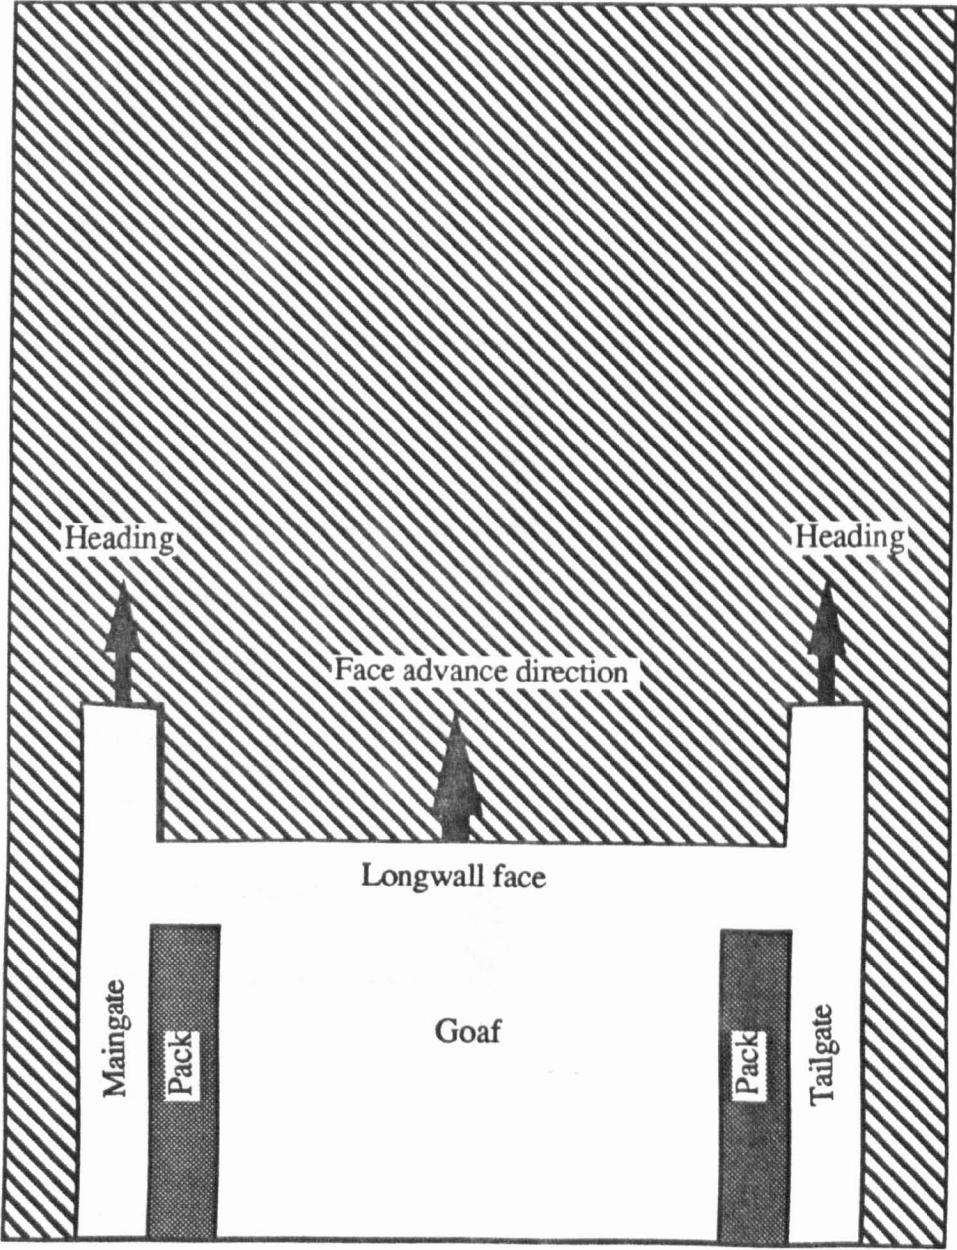 Heading
Heading
Face advance direction
Longwall face
Maingate
Pack
Goaf
Pack
Tailgate